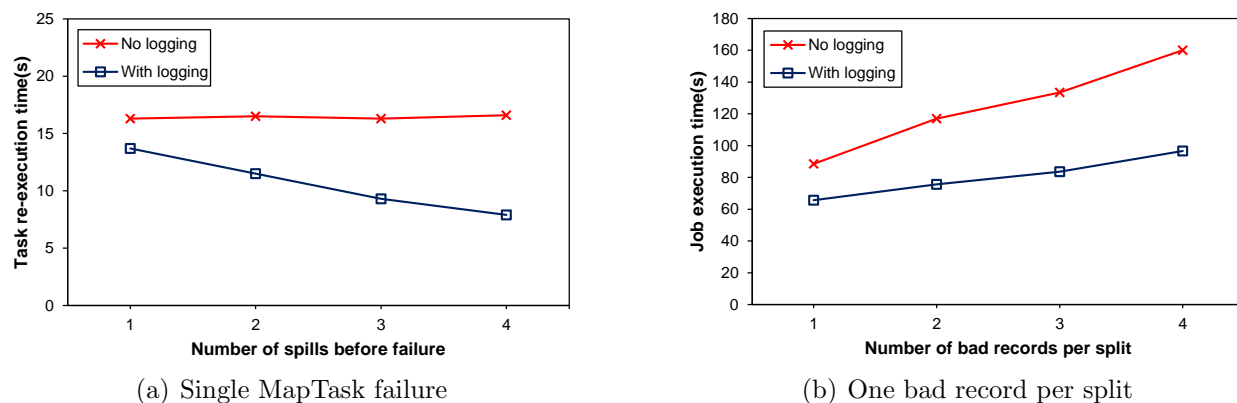 25
20
15
10
5
0
Task re-execution time(s)
No logging
With logging
1 2 3 4
Number of spills before failure
(a) Single MapTask failure
180
160
140
120
100
80
60
40
20
0
Job execution time(s)
No logging
With logging
1 2 3 4
Number of bad records per split
(b) One bad record per split